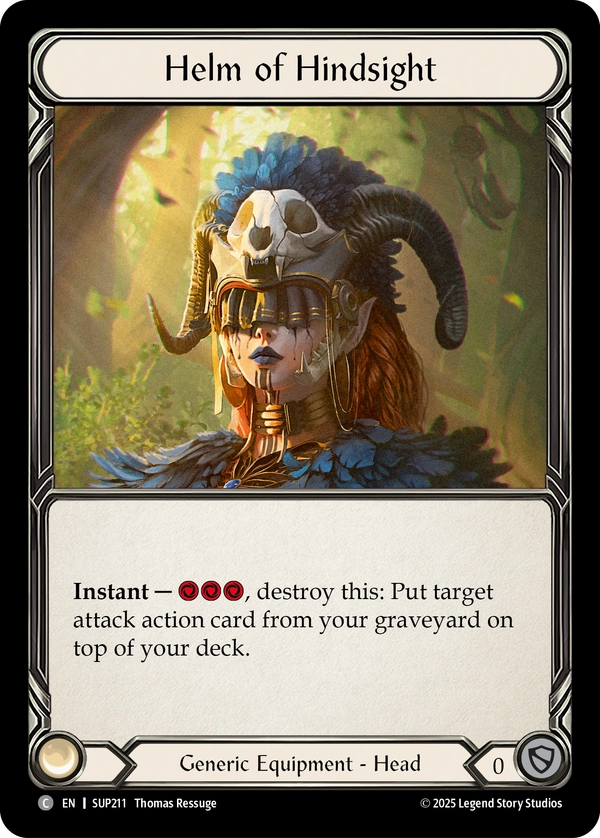 Helm of Hindsight
Instant — , destroy this: Put target
attack action card from your graveyard on
top of your deck.
Generic Equipment - Head
0
C EN | SUP211 Thomas Ressuge
© 2025 Legend Story Studios